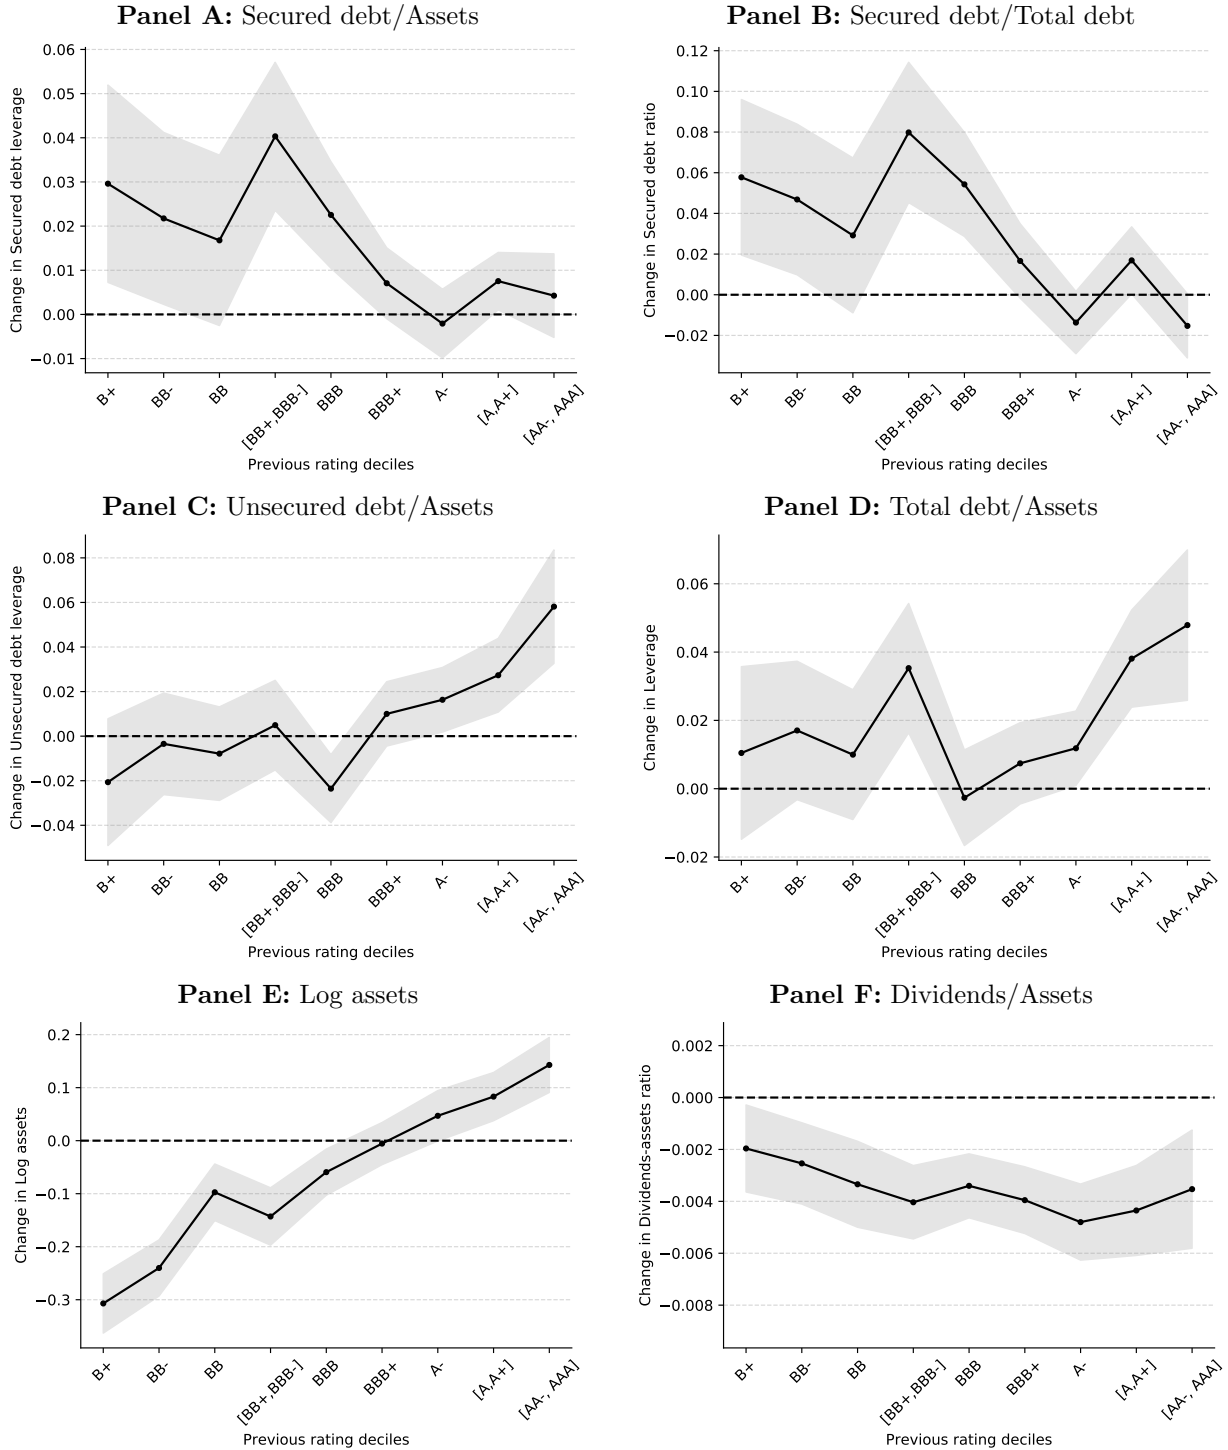 Panel A: Secured debt/Assets
0.06
0.05
0.04
0.03
0.02
0.01
0.00
−0.01
Change in Secured debt leverage
B+
BB-
BB
[BB+,BBB-]
BBB
BBB+
A-
[A,A+]
[AA-, AAA]
Previous rating deciles
Panel B: Secured debt/Total debt
0.12
0.10
0.08
0.06
0.04
0.02
0.00
−0.02
Change in Secured debt ratio
B+
BB-
BB
[BB+,BBB-]
BBB
BBB+
A-
[A,A+]
[AA-, AAA]
Previous rating deciles
Panel C: Unsecured debt/Assets
0.08
0.06
0.04
0.02
0.00
−0.02
−0.04
Change in Unsecured debt leverage
B+
BB-
BB
[BB+,BBB-]
BBB
BBB+
A-
[A,A+]
[AA-, AAA]
Previous rating deciles
Panel D: Total debt/Assets
0.06
0.04
0.02
0.00
−0.02
Change in Leverage
B+
BB-
BB
[BB+,BBB-]
BBB
BBB+
A-
[A,A+]
[AA-, AAA]
Previous rating deciles
Panel E: Log assets
0.2
0.1
0.0
−0.1
−0.2
−0.3
Change in Log assets
B+
BB-
BB
[BB+,BBB-]
BBB
BBB+
A-
[A,A+]
[AA-, AAA]
Previous rating deciles
Panel F: Dividends/Assets
0.002
0.000
−0.002
−0.004
−0.006
−0.008
Change in Dividends-assets ratio
B+
BB-
BB
[BB+,BBB-]
BBB
BBB+
A-
[A,A+]
[AA-, AAA]
Previous rating deciles